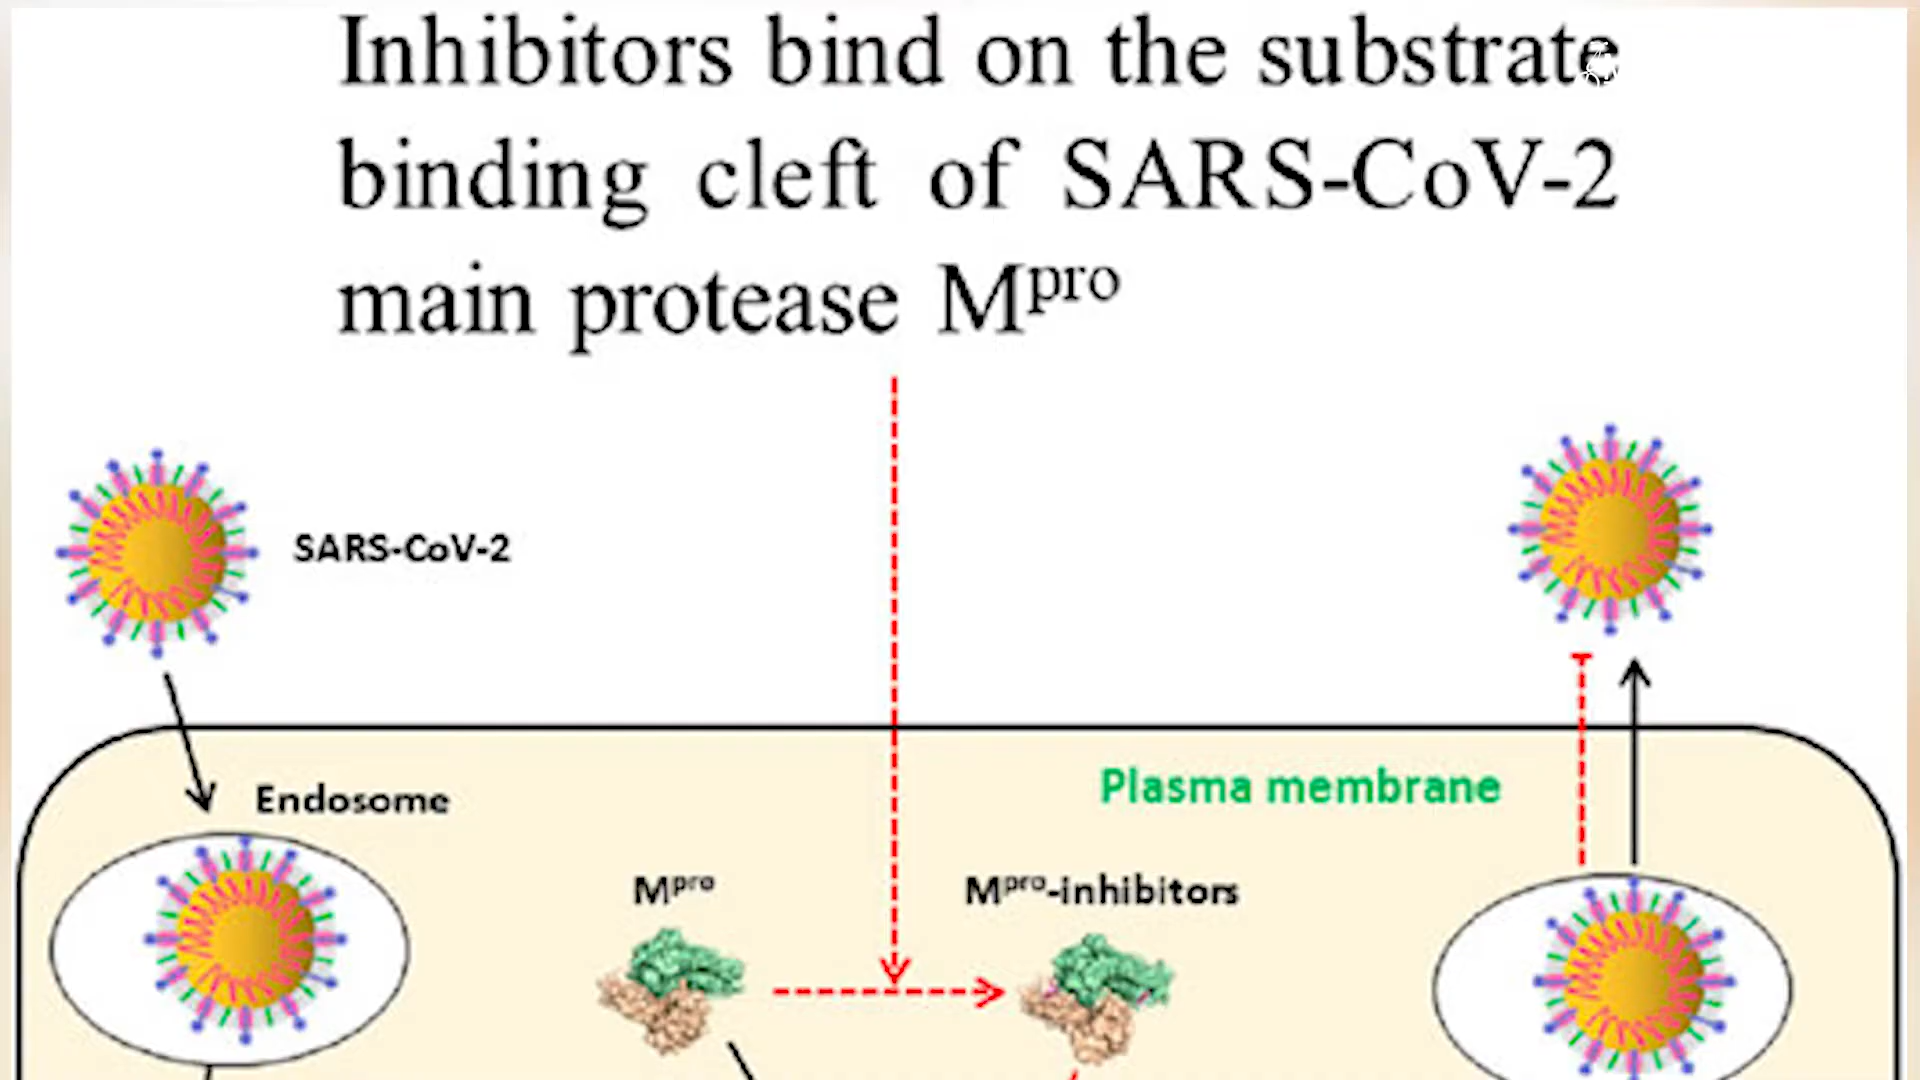 Inhibitors bind on the substrate
binding cleft of SARS-CoV-2
main protease Mᵖʳᵒ
SARS-CoV-2
Plasma membrane
Endosome
Mᵖʳᵒ
Mᵖʳᵒ-inhibitors